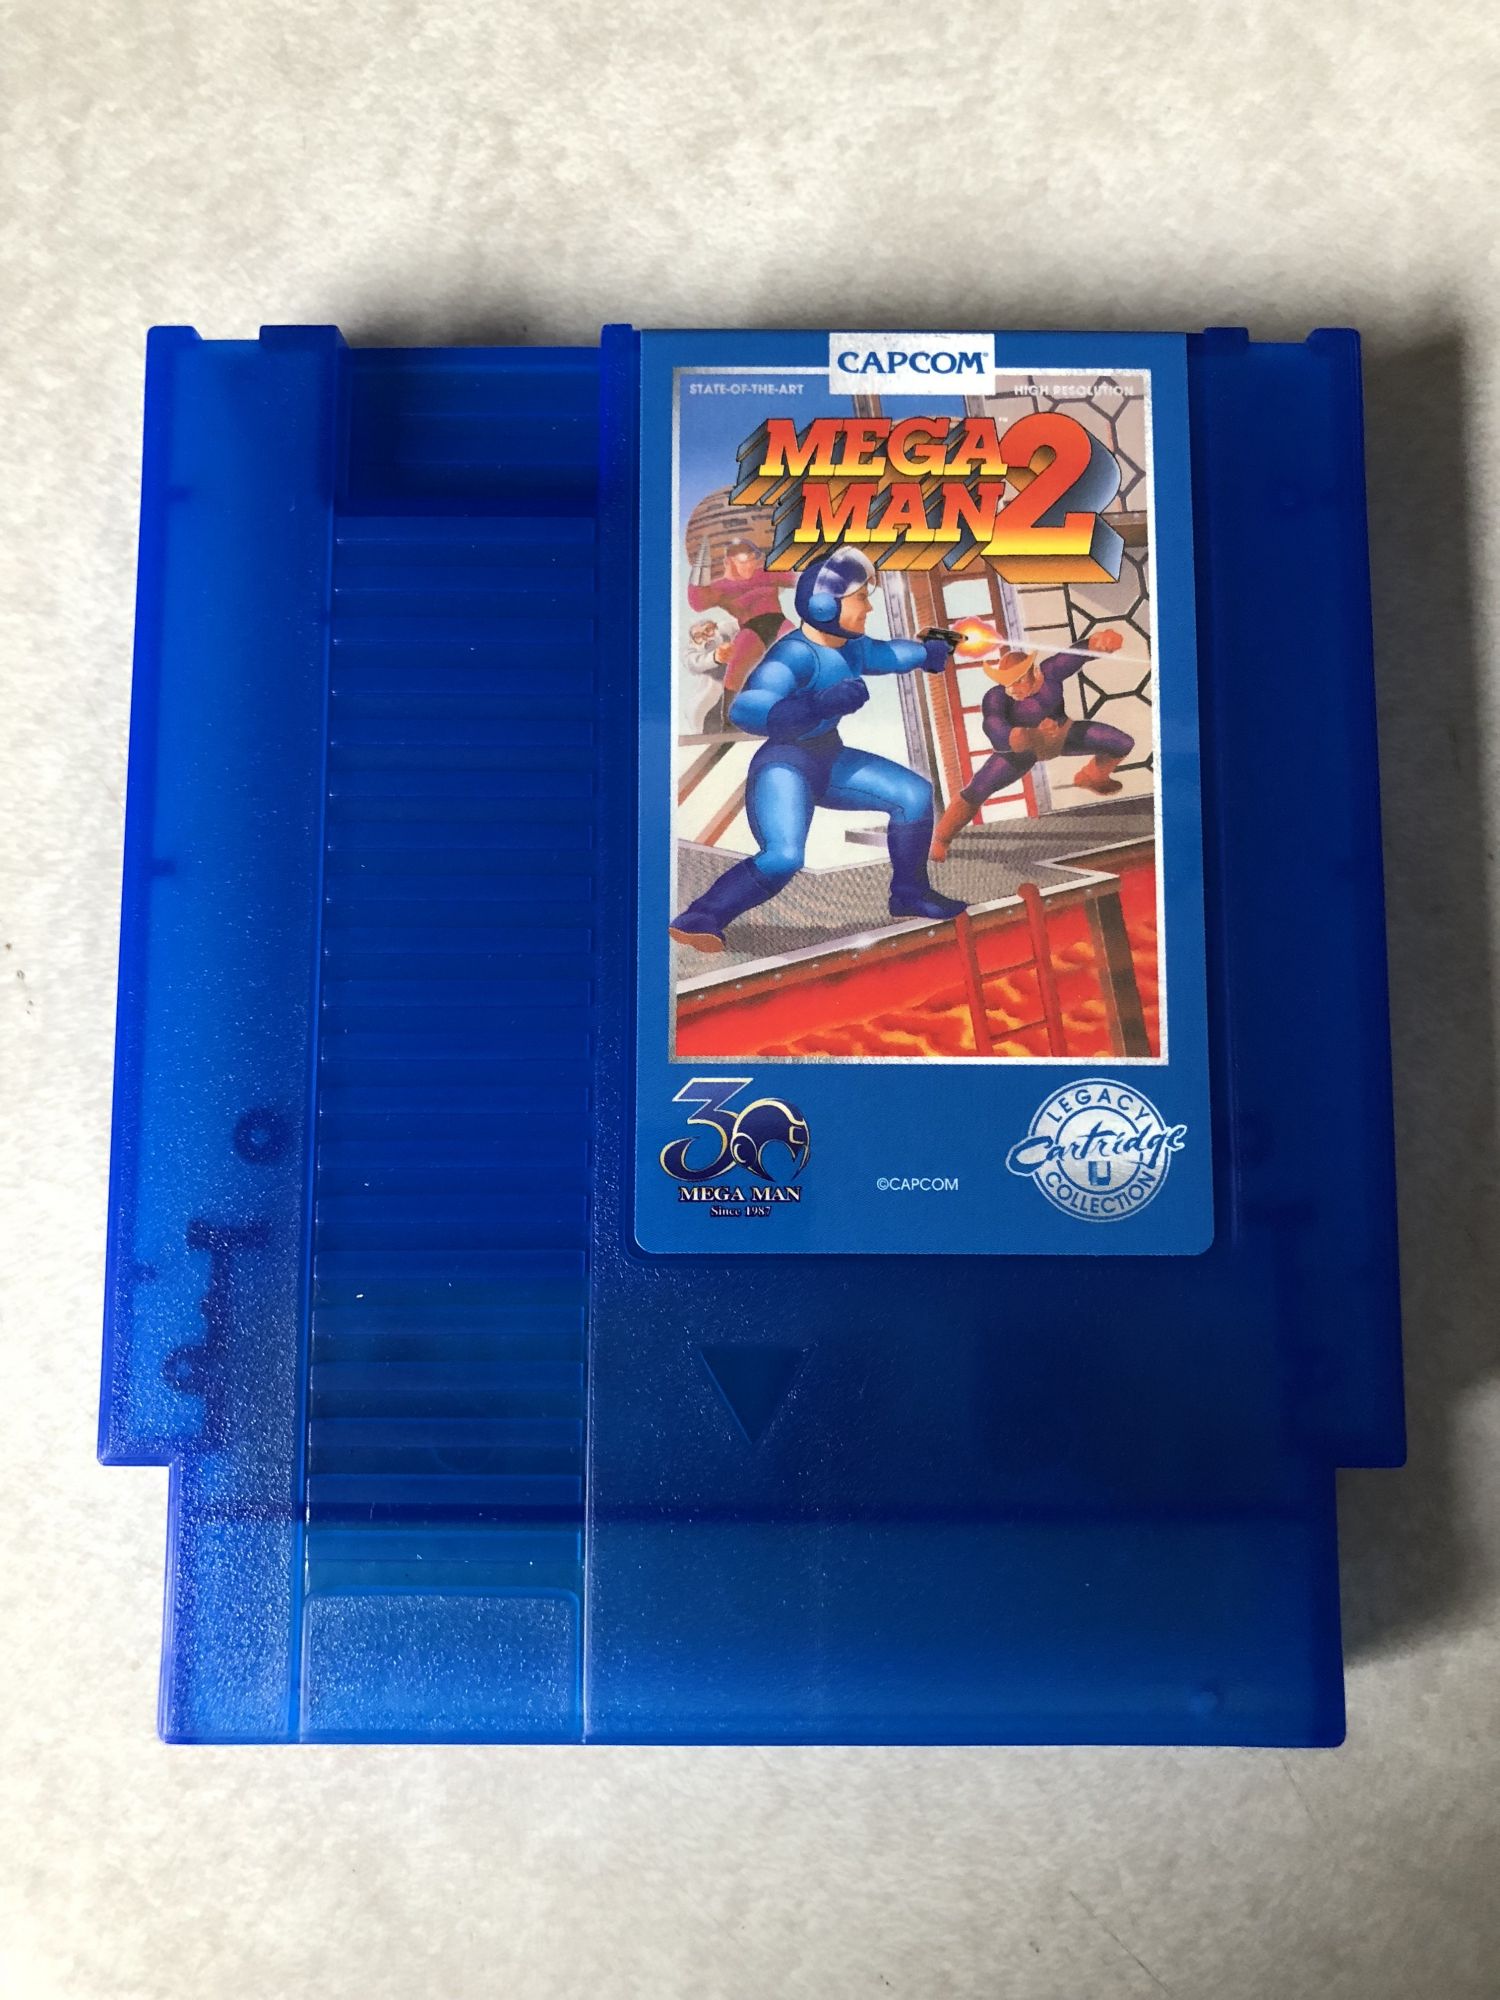 CAPCOM®
STATE-OF-THE-ART
HIGH RESOLUTION
MEGA
MAN 2
™
30
MEGA MAN
Since 1987
©CAPCOM
LEGACY
Cartridge
COLLECTION